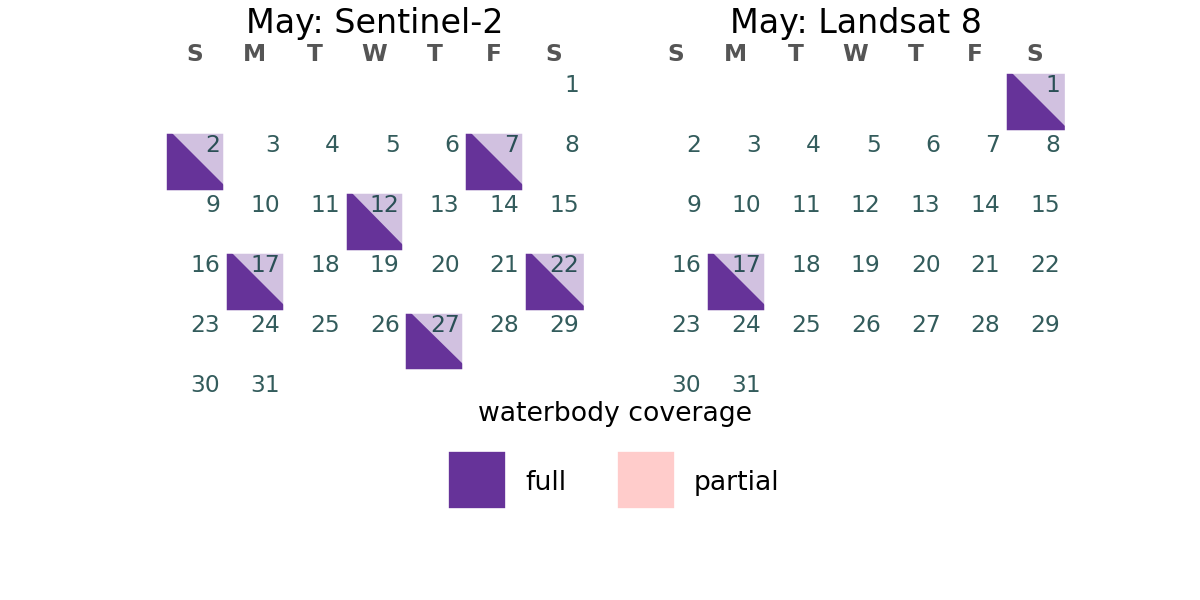 May: Sentinel-2
S M T W T F S
1
2 3 4 5 6 7 8
9 10 11 12 13 14 15
16 17 18 19 20 21 22
23 24 25 26 27 28 29
30 31
May: Landsat 8
S M T W T F S
1
2 3 4 5 6 7 8
9 10 11 12 13 14 15
16 17 18 19 20 21 22
23 24 25 26 27 28 29
30 31
waterbody coverage
full partial